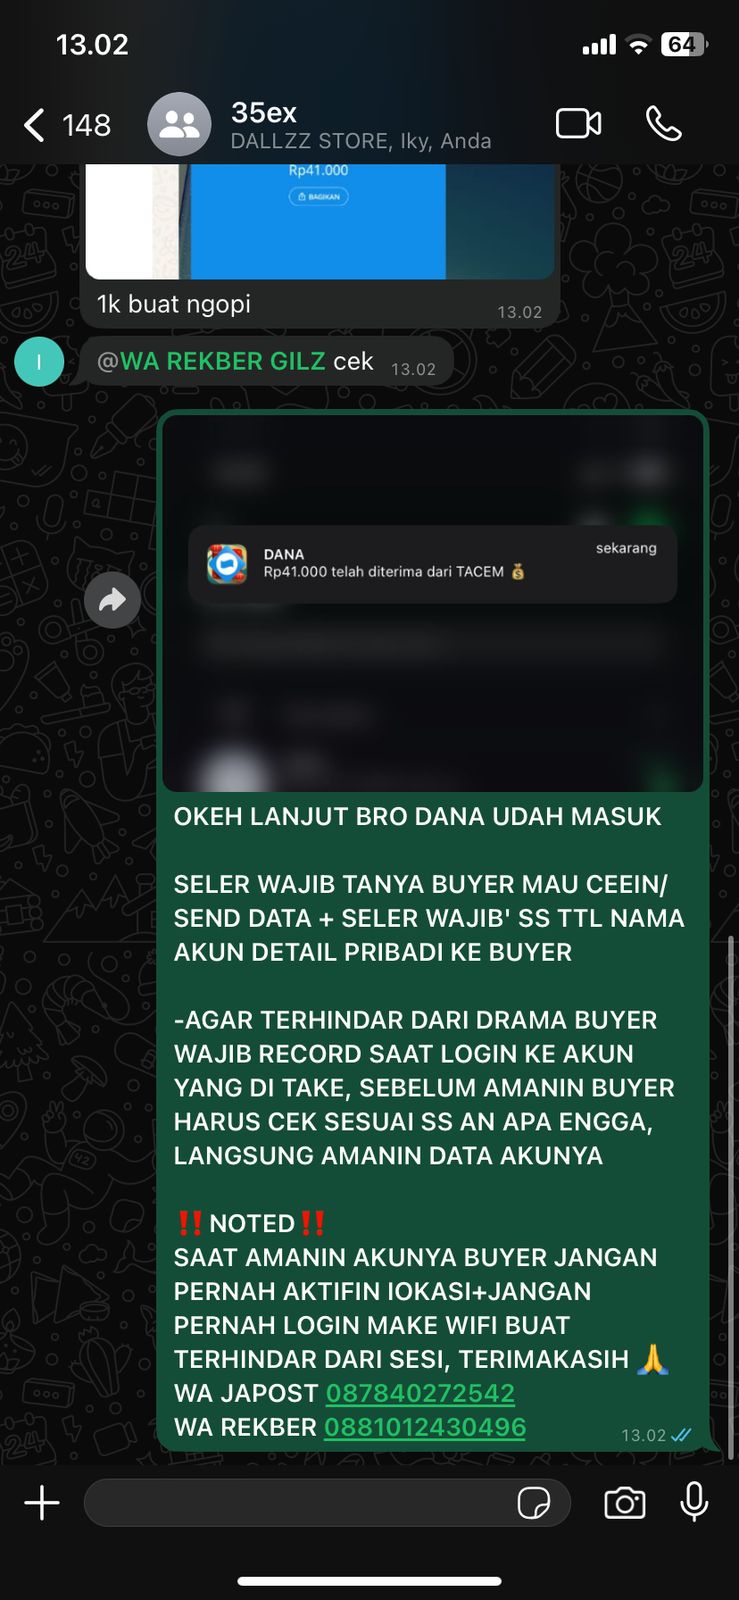 13.02
64
148
35ex
DALLZZ STORE, Iky, Anda
Rp41.000
BAGIKAN
1k buat ngopi
13.02
I
@WA REKBER GILZ cek
13.02
DANA
sekarang
Rp41.000 telah diterima dari TACEM 💰
OKEH LANJUT BRO DANA UDAH MASUK
SELER WAJIB TANYA BUYER MAU CEEIN/
SEND DATA + SELER WAJIB' SS TTL NAMA
AKUN DETAIL PRIBADI KE BUYER
-AGAR TERHINDAR DARI DRAMA BUYER
WAJIB RECORD SAAT LOGIN KE AKUN
YANG DI TAKE, SEBELUM AMANIN BUYER
HARUS CEK SESUAI SS AN APA ENGGA,
LANGSUNG AMANIN DATA AKUNYA
‼️NOTED‼️
SAAT AMANIN AKUNYA BUYER JANGAN
PERNAH AKTIFIN lOKASI+JANGAN
PERNAH LOGIN MAKE WIFI BUAT
TERHINDAR DARI SESI, TERIMAKASIH 🙏
WA JAPOST 087840272542
WA REKBER 0881012430496
13.02